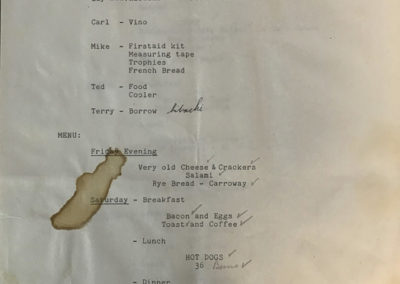 Carl - Vino
Mike - Firstaid kit
Measuring tape
Trophies
French Bread
Ted - Food
Cooler
Terry - Borrow hibachi
MENU:
Friday Evening
Very old Cheese & Crackers
Salami
Rye Bread - Carroway
Saturday - Breakfast
Bacon and Eggs
Toast and Coffee
- Lunch
HOT DOGS
36 Buns
- Dinner